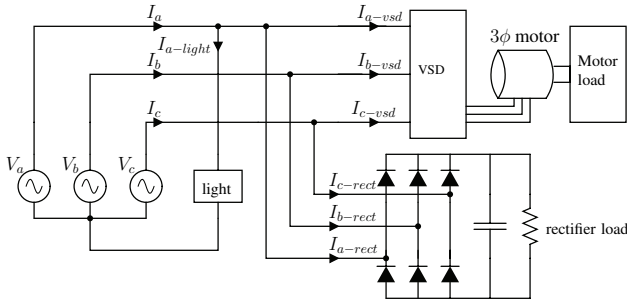 I_a
I_{a-vsd}
3ϕ motor
I_{a-light}
I_b
I_{b-vsd}
VSD
Motor
load
I_c
I_{c-vsd}
V_a
V_b
V_c
light
I_{c-rect}
I_{b-rect}
I_{a-rect}
rectifier load